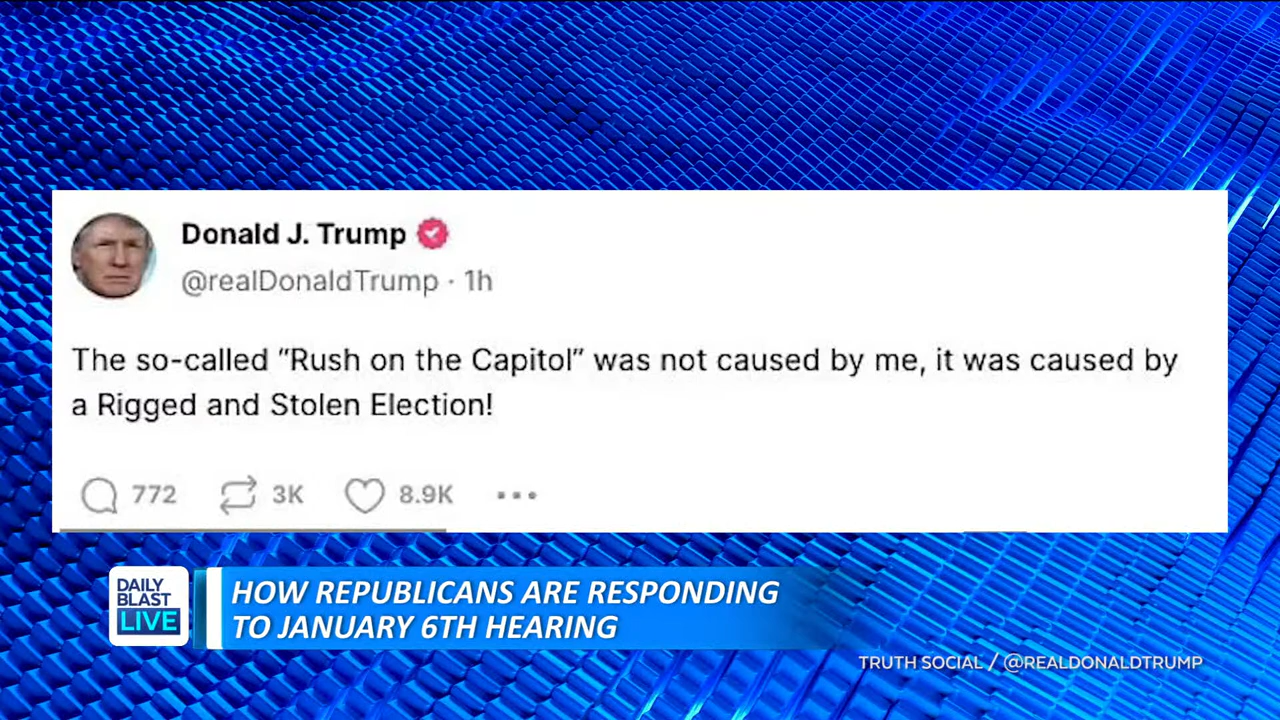 Donald J. Trump
@realDonaldTrump · 1h
The so-called "Rush on the Capitol" was not caused by me, it was caused by
a Rigged and Stolen Election!
772 3K 8.9K
DAILY
BLAST
LIVE
HOW REPUBLICANS ARE RESPONDING
TO JANUARY 6TH HEARING
TRUTH SOCIAL / @REALDONALDTRUMP